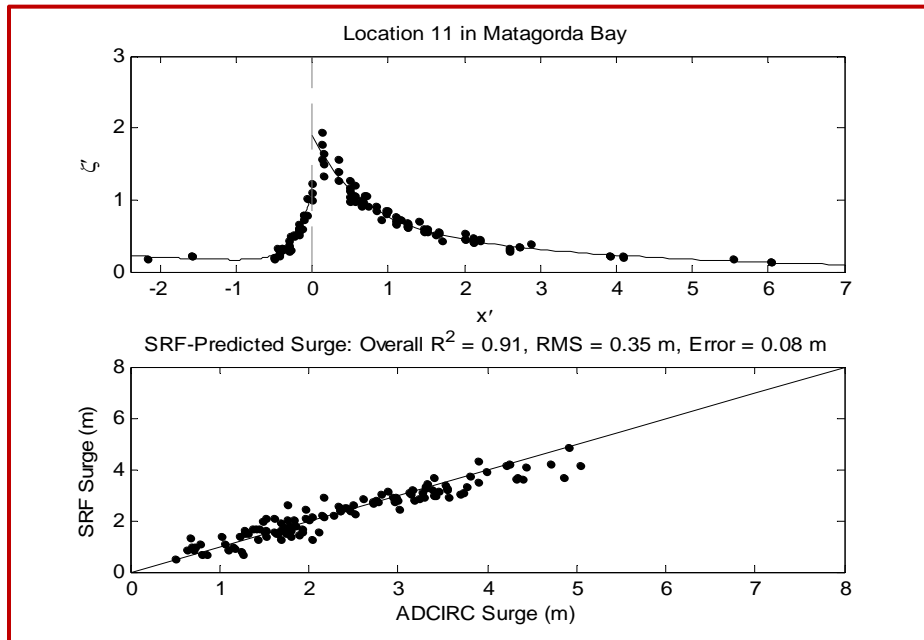 Location 11 in Matagorda Bay
3
2
1
0
ζ′
-2 -1 0 1 2 3 4 5 6 7
x′
SRF-Predicted Surge: Overall R² = 0.91, RMS = 0.35 m, Error = 0.08 m
8
6
4
2
0
SRF Surge (m)
0 1 2 3 4 5 6 7 8
ADCIRC Surge (m)